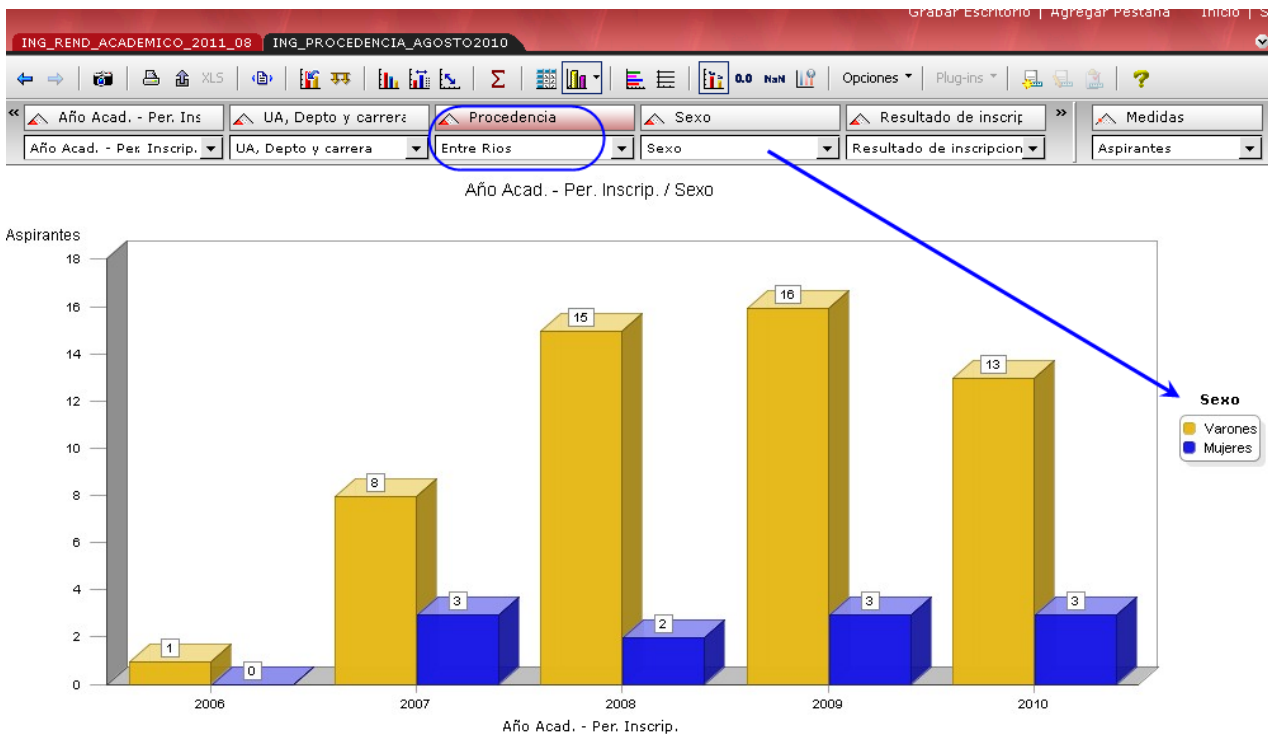 Grabar Escritorio | Agregar Pestaña Inicio | S
ING_REND_ACADEMICO_2011_08 ING_PROCEDENCIA_AGOSTO2010
XLS Σ 0.0 NaN Opciones Plug-ins ?
« Año Acad. - Per. Ins UA, Depto y carrera Procedencia Sexo Resultado de inscrip » Medidas
Año Acad. - Per. Inscrip. UA, Depto y carrera Entre Rios Sexo Resultado de inscripcion Aspirantes
Año Acad. - Per. Inscrip. / Sexo
Aspirantes
18
16
14
12
10
8
6
4
2
0
1
0
8
3
15
2
16
3
13
3
2006 2007 2008 2009 2010
Año Acad. - Per. Inscrip.
Sexo
Varones
Mujeres